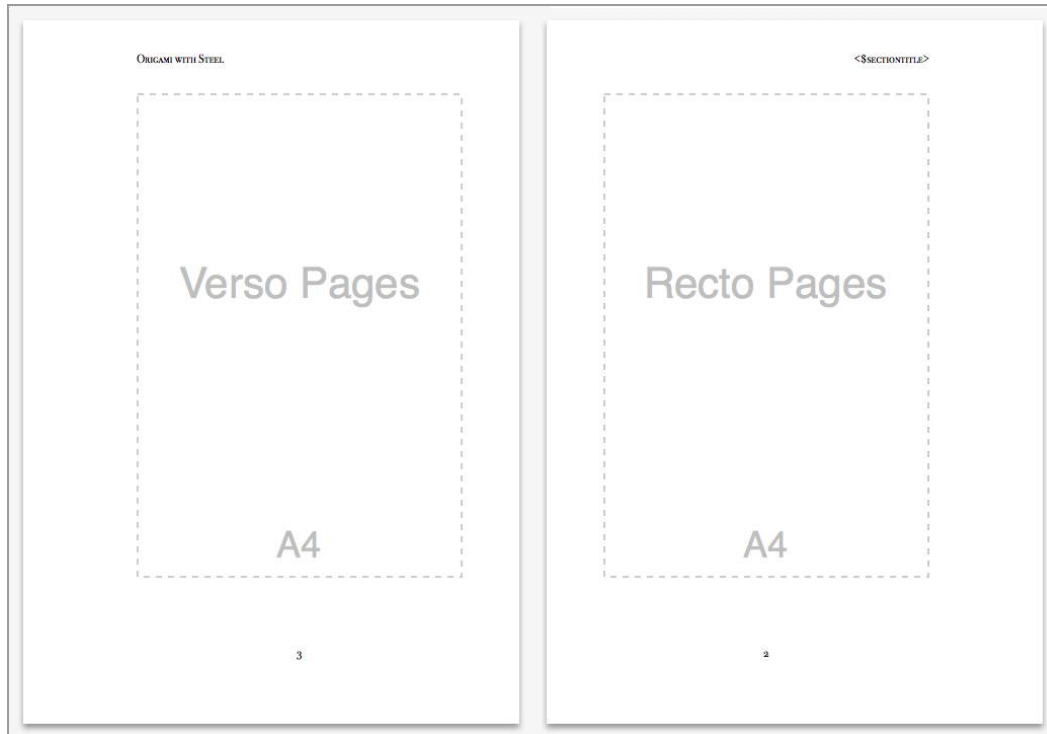 Origami with Steel
Verso Pages
A4
3
<$sectiontitle>
Recto Pages
A4
2